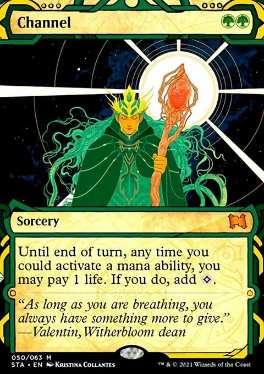 Channel
Sorcery
Until end of turn, any time you
could activate a mana ability, you
may pay 1 life. If you do, add
“As long as you are breathing, you
always have something more to give.”
—Valentin, Witherbloom dean
050/063 M
STA • EN Kristina Collantes
™ & © 2021 Wizards of the Coast